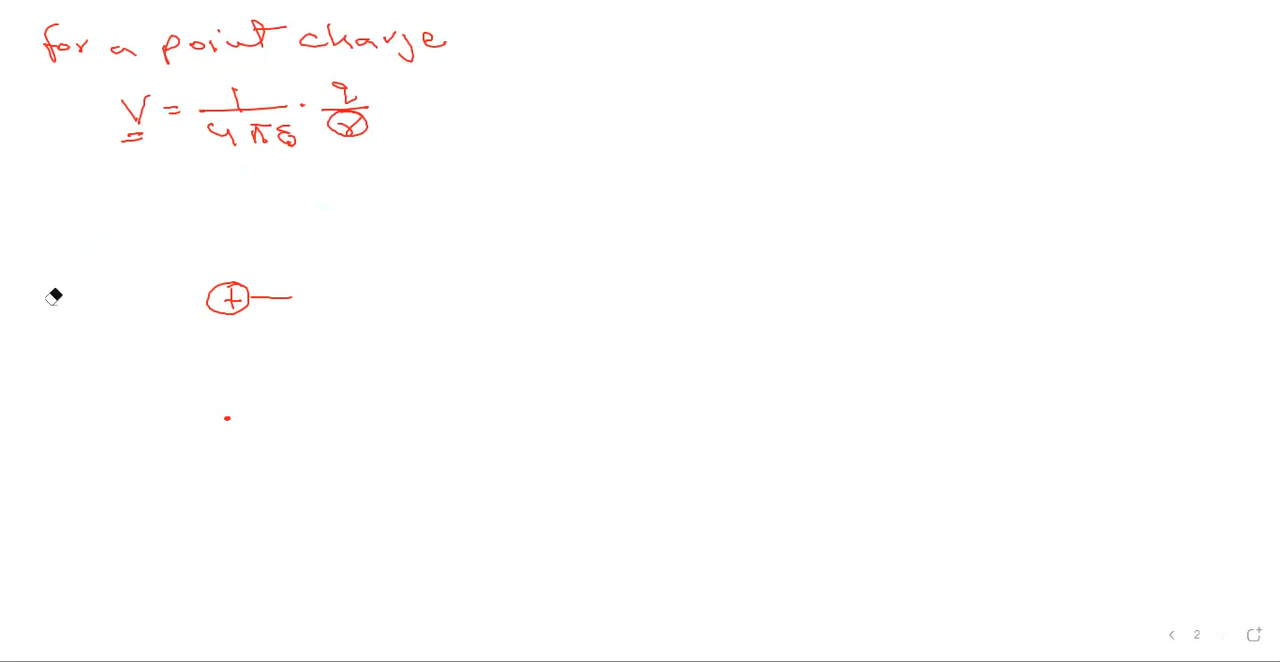 for a point charge
V = 1/4πε₀ · q/r
+
2